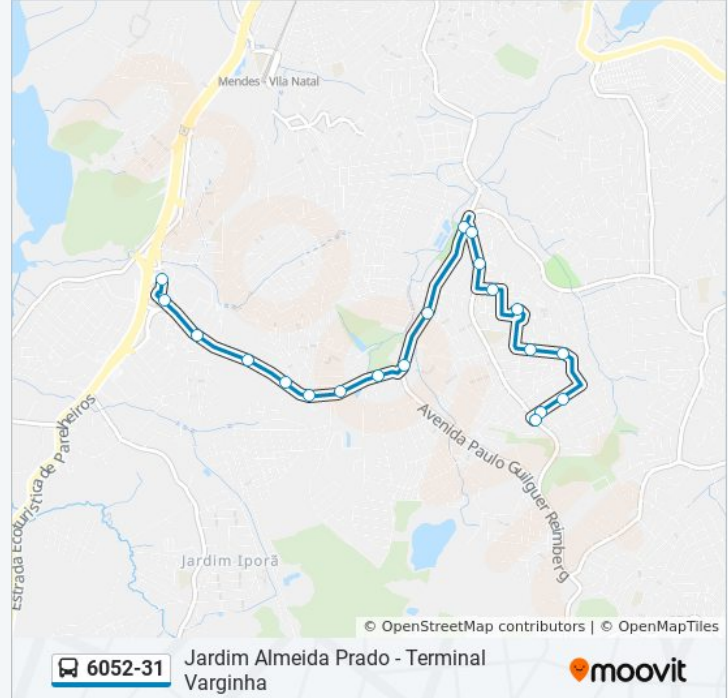 Mendes - Vila Natal
Estrada Ecoturística de Parelheiros
Avenida Paulo Guilguer Reimberg
Jardim Iporã
© OpenStreetMap contributors | © OpenMapTiles
6052-31
Jardim Almeida Prado - Terminal
Varginha
moovit